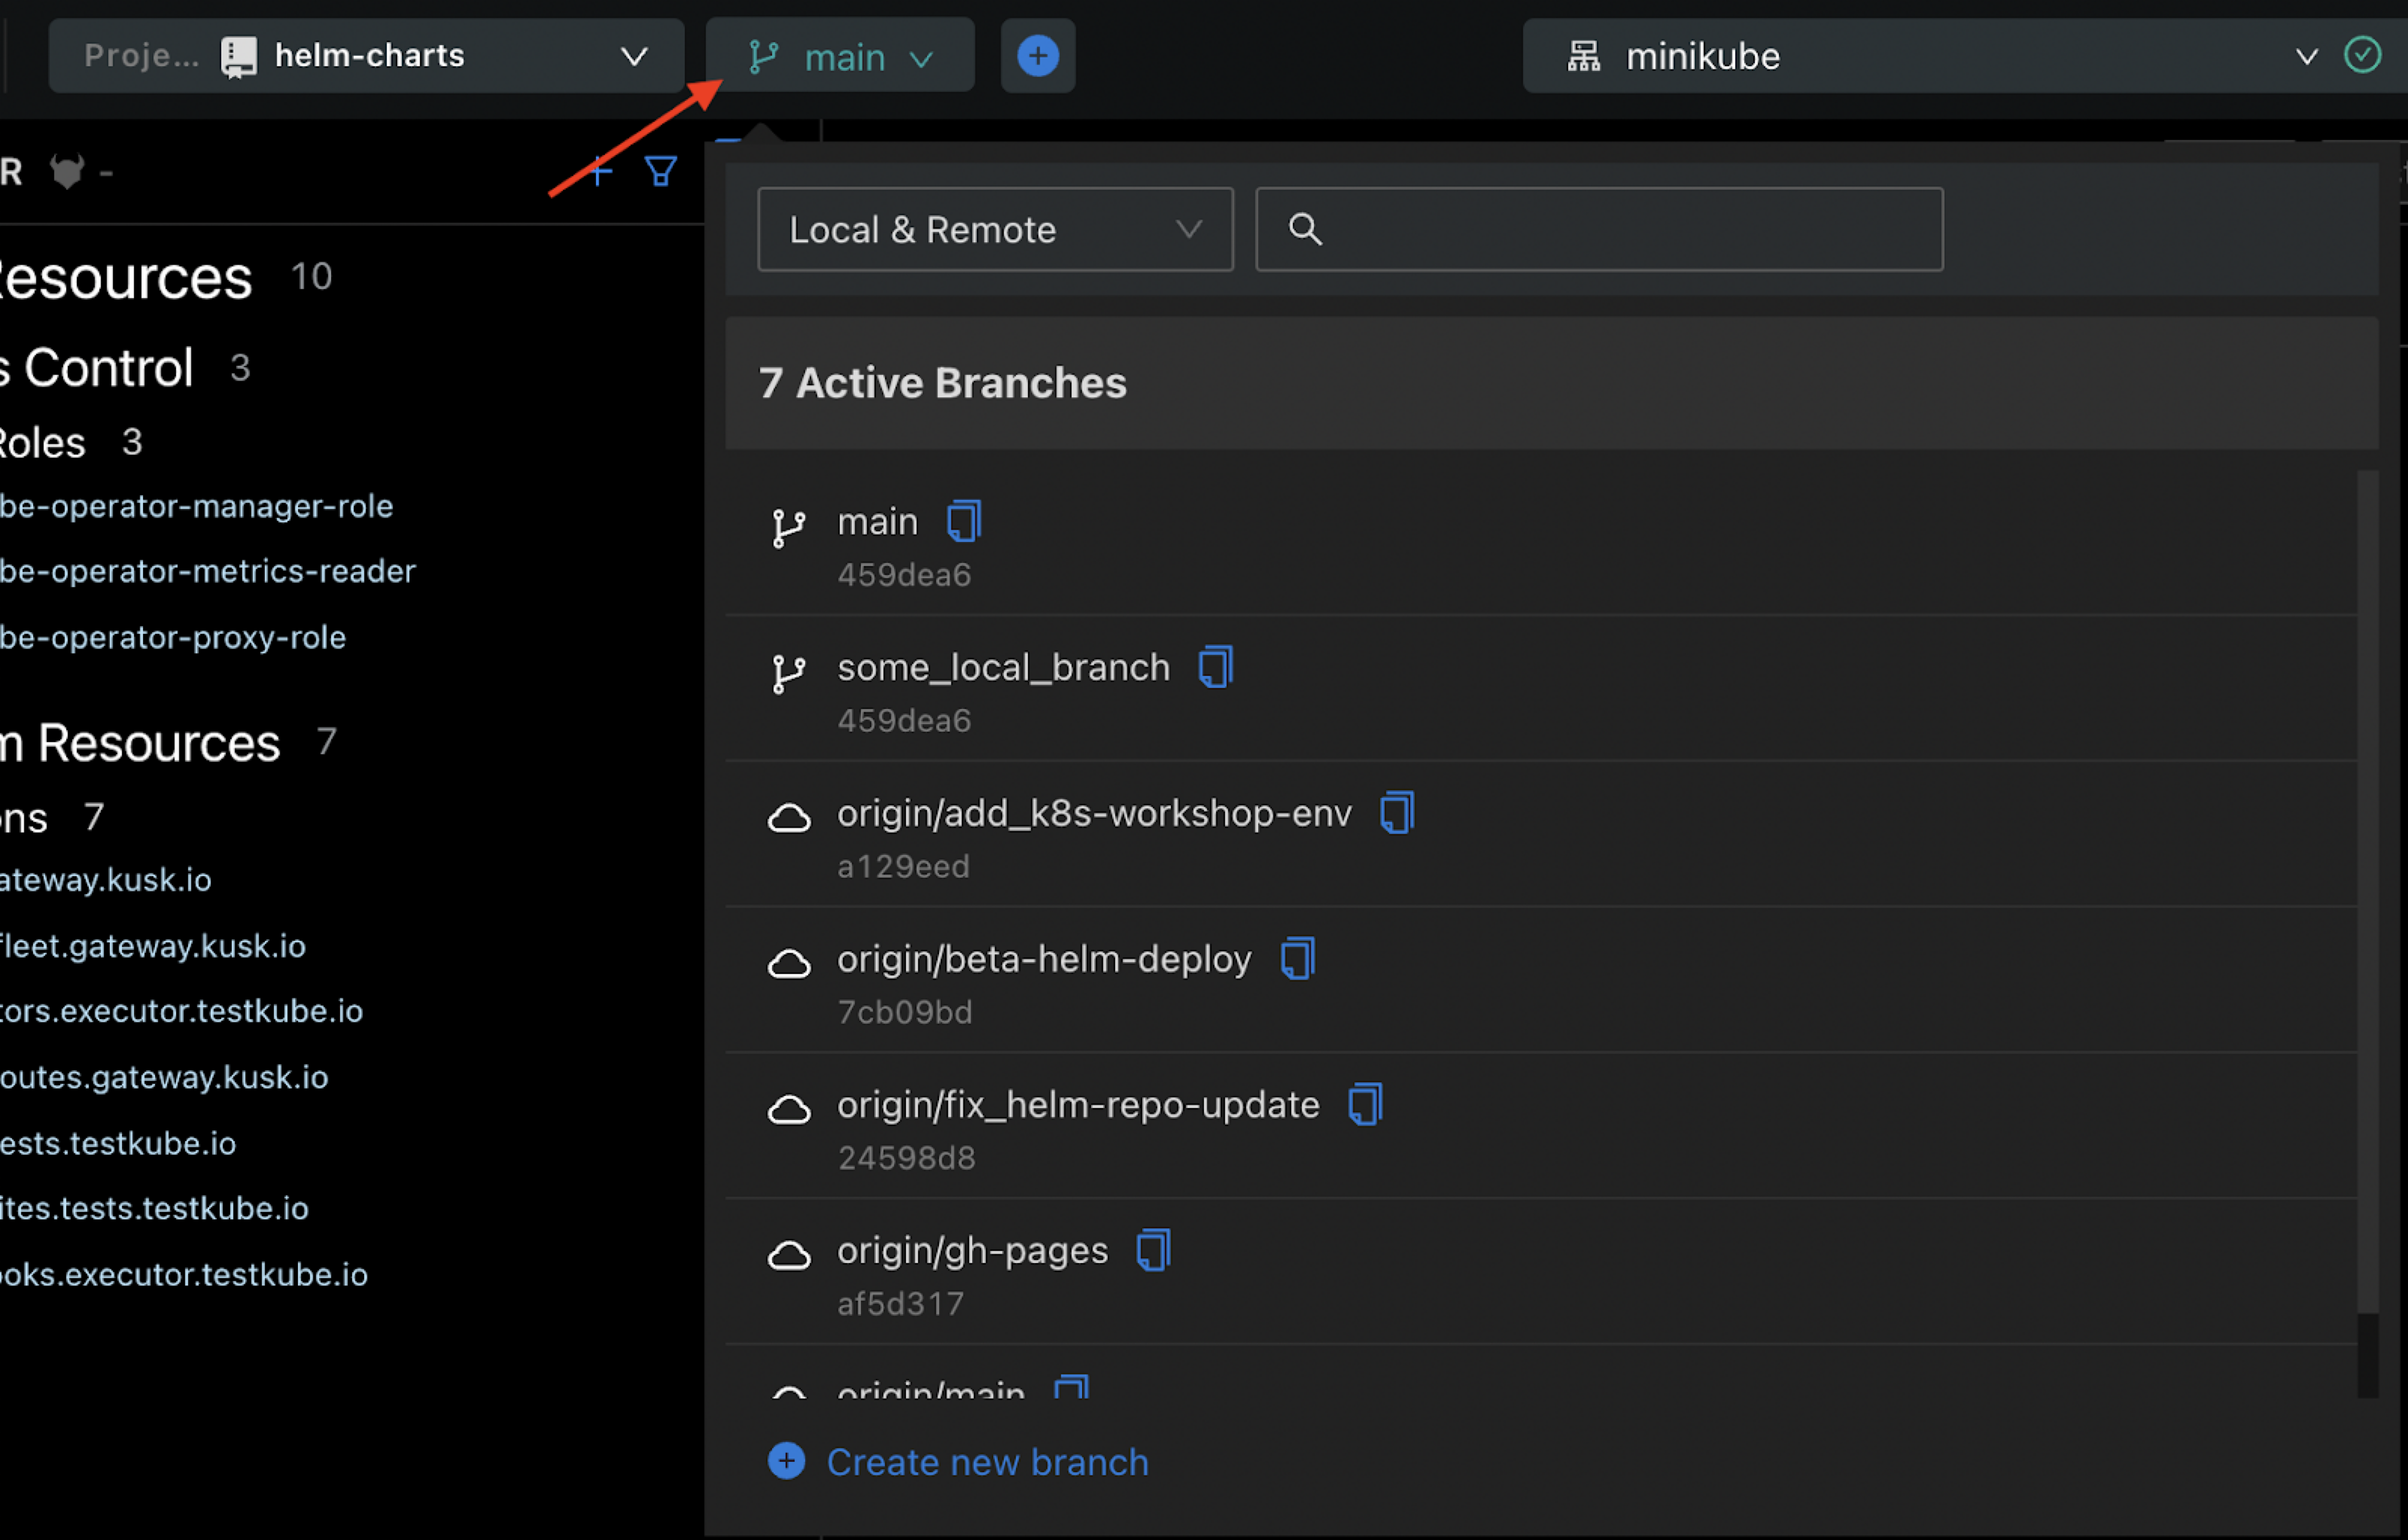 Proje... helm-charts main minikube
R -
Resources 10
s Control 3
Roles 3
be-operator-manager-role
be-operator-metrics-reader
be-operator-proxy-role
m Resources 7
ons 7
ateway.kusk.io
fleet.gateway.kusk.io
tors.executor.testkube.io
outes.gateway.kusk.io
ests.testkube.io
ites.tests.testkube.io
ooks.executor.testkube.io
Local & Remote
7 Active Branches
main
459dea6
some_local_branch
459dea6
origin/add_k8s-workshop-env
a129eed
origin/beta-helm-deploy
7cb09bd
origin/fix_helm-repo-update
24598d8
origin/gh-pages
af5d317
origin/main
Create new branch